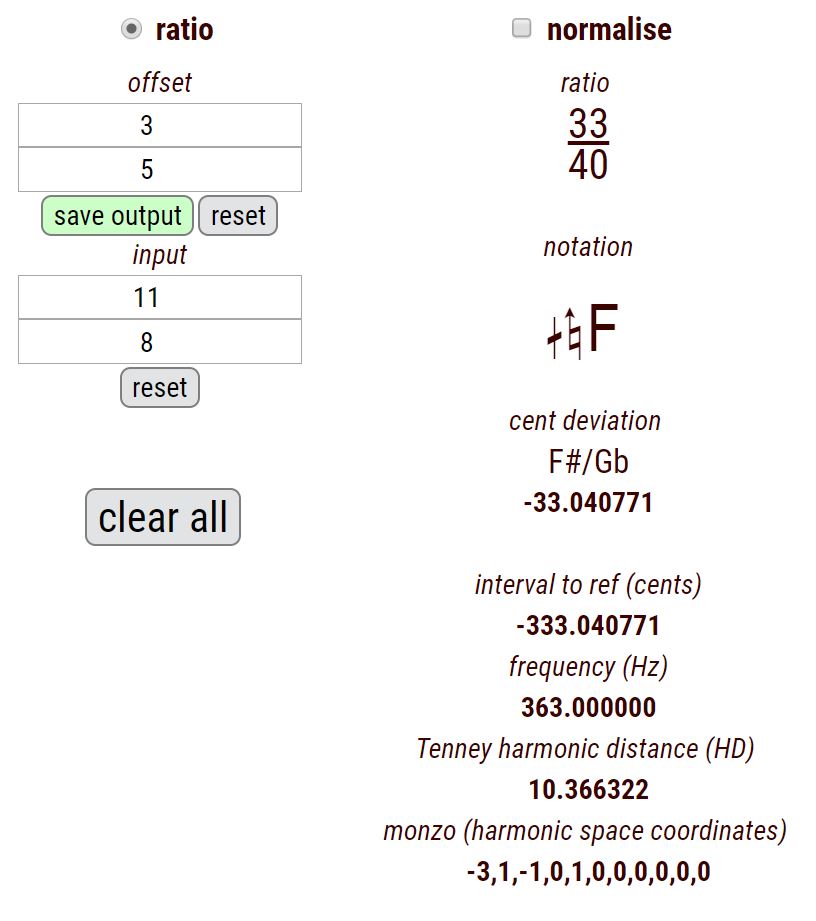 ratio
offset
3
5
save output reset
input
11
8
reset
clear all
normalise
ratio
33
40
notation
F
cent deviation
F#/Gb
-33.040771
interval to ref (cents)
-333.040771
frequency (Hz)
363.000000
Tenney harmonic distance (HD)
10.366322
monzo (harmonic space coordinates)
-3,1,-1,0,1,0,0,0,0,0,0